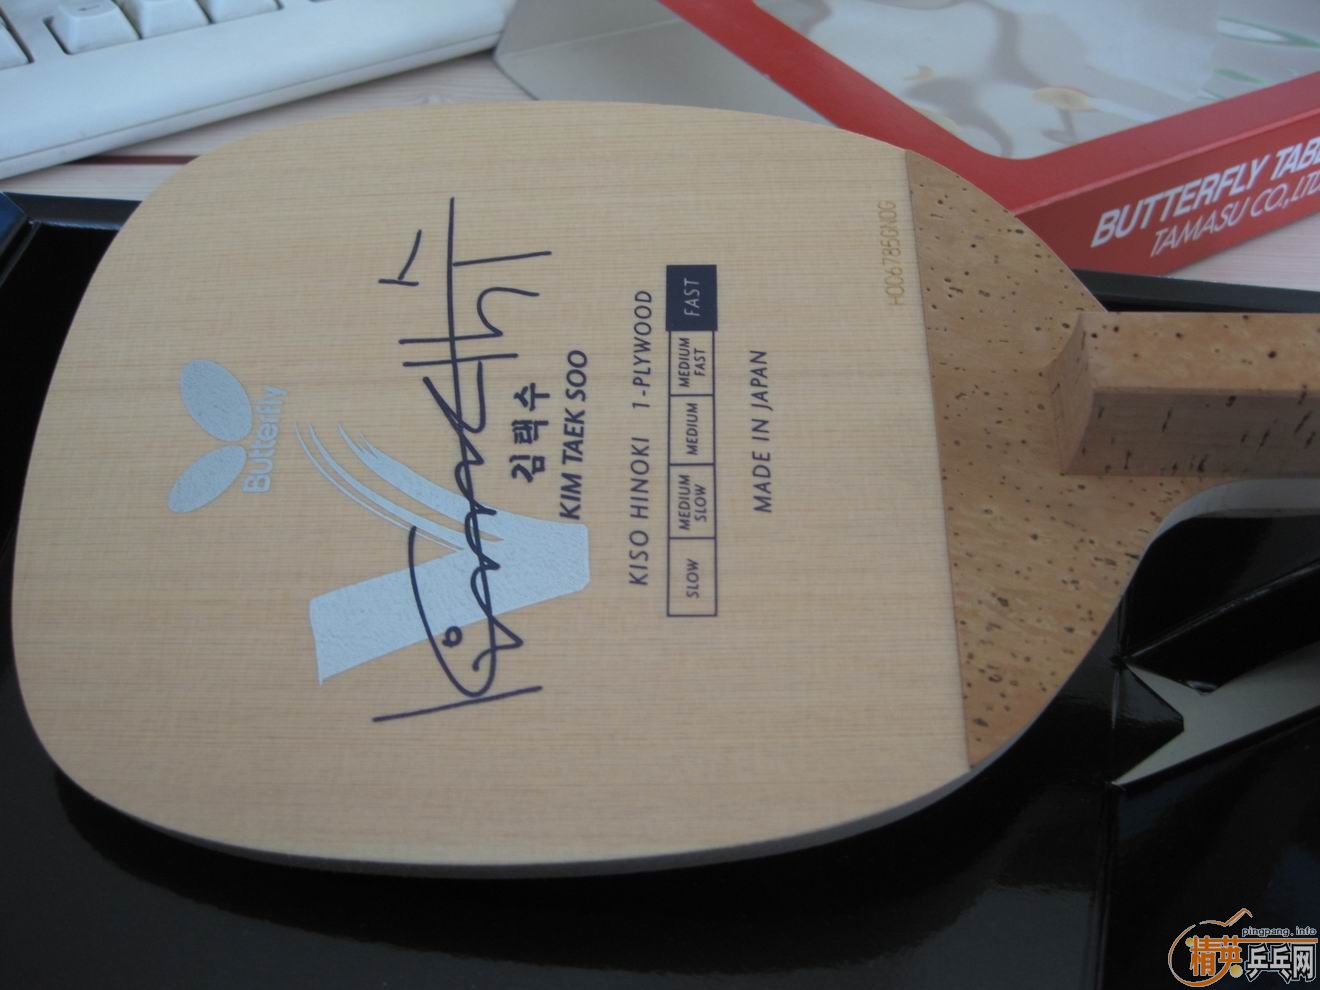 Butterfly
김택수
KIM TAEK SOO
KISO HINOKI 1-PLYWOOD
SLOW
MEDIUM SLOW
MEDIUM
MEDIUM FAST
FAST
MADE IN JAPAN
H006785GNOG
BUTTERFLY TAB
TAMASU CO.,LTD
pingpang.info
精英乒乓网